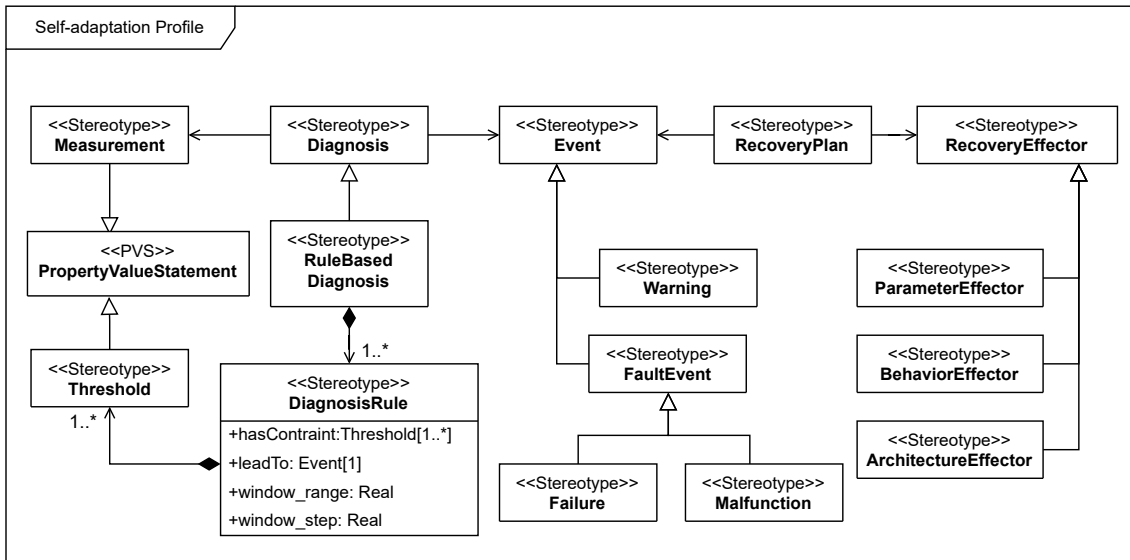 Self-adaptation Profile
<<Stereotype>>
Measurement
<<Stereotype>>
Diagnosis
<<Stereotype>>
Event
<<Stereotype>>
RecoveryPlan
<<Stereotype>>
RecoveryEffector
<<PVS>>
PropertyValueStatement
<<Stereotype>>
RuleBased
Diagnosis
<<Stereotype>>
Warning
<<Stereotype>>
ParameterEffector
1..*
<<Stereotype>>
Threshold
1..*
<<Stereotype>>
DiagnosisRule
+hasContraint:Threshold[1..*]
+leadTo: Event[1]
+window_range: Real
+window_step: Real
<<Stereotype>>
FaultEvent
<<Stereotype>>
BehaviorEffector
<<Stereotype>>
ArchitectureEffector
<<Stereotype>>
Failure
<<Stereotype>>
Malfunction